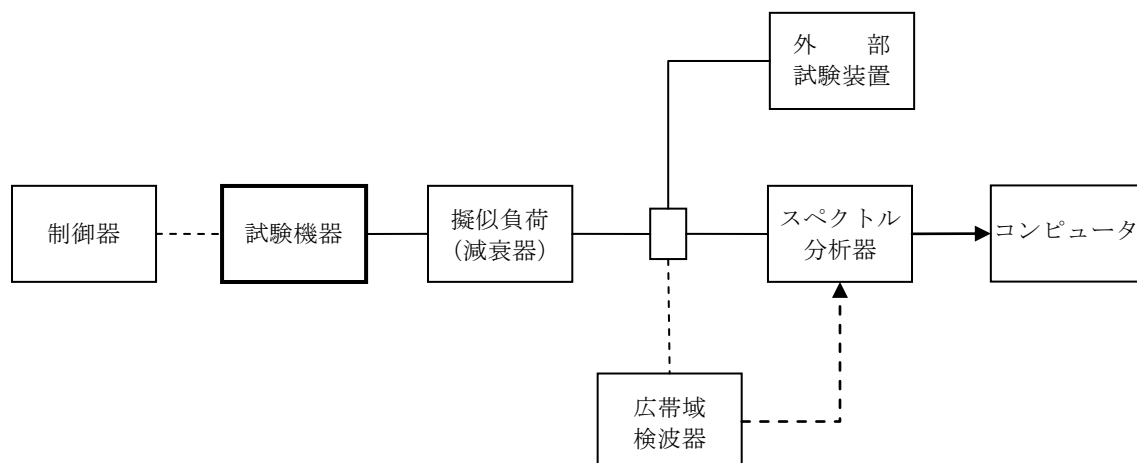 外　　部
試験装置
制御器
試験機器
擬似負荷
（減衰器）
スペクトル
分析器
コンピュータ
広帯域
検波器